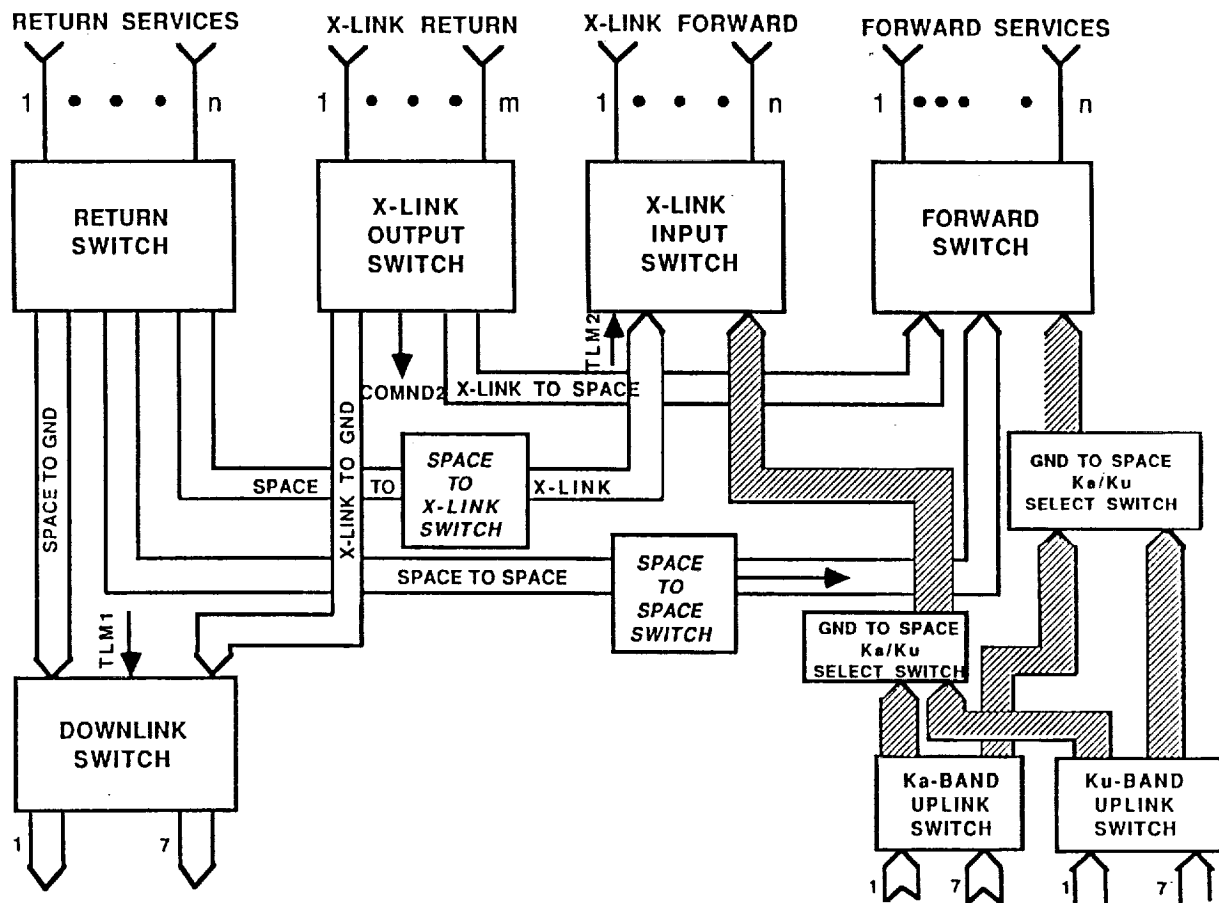 RETURN SERVICES
X-LINK RETURN
X-LINK FORWARD
FORWARD SERVICES
1 n
1 m
1 n
1 n
RETURN
SWITCH
X-LINK
OUTPUT
SWITCH
X-LINK
INPUT
SWITCH
FORWARD
SWITCH
TLM2
COMND2
X-LINK TO SPACE
SPACE TO GND
X-LINK TO GND
SPACE TO
SPACE
TO
X-LINK
SWITCH
X-LINK
GND TO SPACE
Ka/Ku
SELECT SWITCH
SPACE TO SPACE
SPACE
TO
SPACE
SWITCH
TLM1
GND TO SPACE
Ka/Ku
SELECT SWITCH
DOWNLINK
SWITCH
Ka-BAND
UPLINK
SWITCH
Ku-BAND
UPLINK
SWITCH
1 7
1 7
1 7